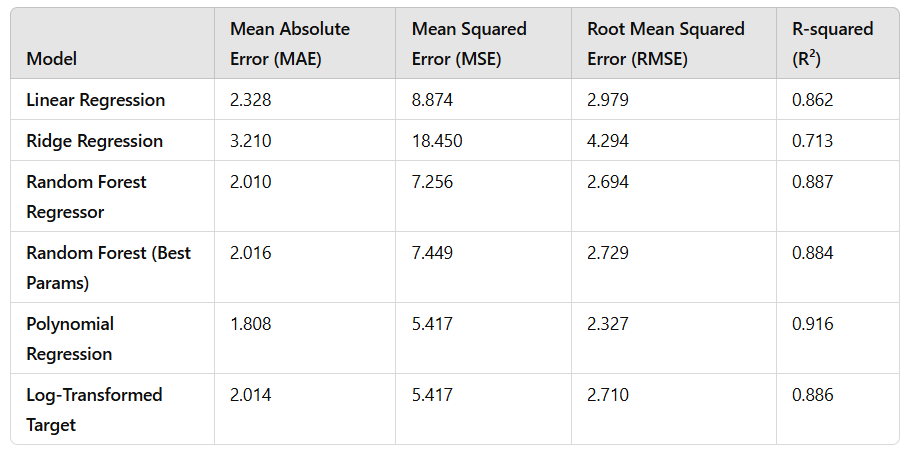 Model Mean Absolute Error (MAE) Mean Squared Error (MSE) Root Mean Squared Error (RMSE) R-squared (R²)
Linear Regression 2.328 8.874 2.979 0.862
Ridge Regression 3.210 18.450 4.294 0.713
Random Forest Regressor 2.010 7.256 2.694 0.887
Random Forest (Best Params) 2.016 7.449 2.729 0.884
Polynomial Regression 1.808 5.417 2.327 0.916
Log-Transformed Target 2.014 5.417 2.710 0.886